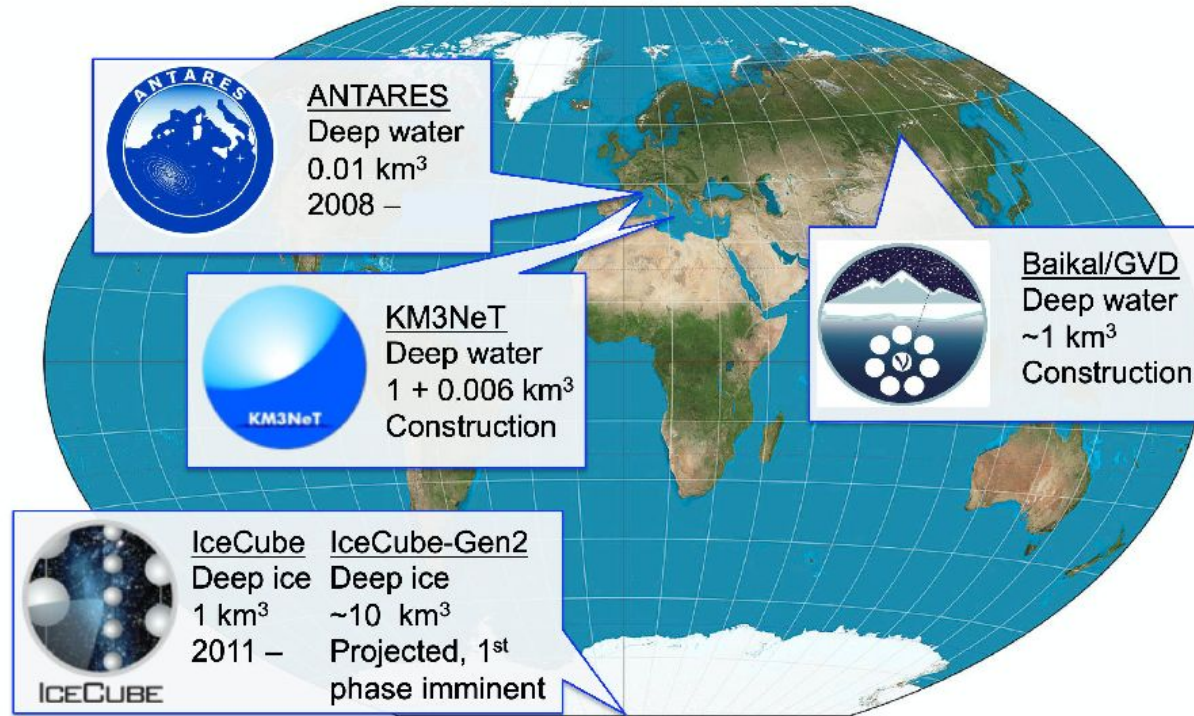 ANTARES
ANTARES
Deep water
0.01 km³
2008 –
KM3NeT
KM3NeT
Deep water
1 + 0.006 km³
Construction
Baikal/GVD
Deep water
~1 km³
Construction
ν
ICECUBE
IceCube
Deep ice
1 km³
2011 –
IceCube-Gen2
Deep ice
~10 km³
Projected, 1st
phase imminent